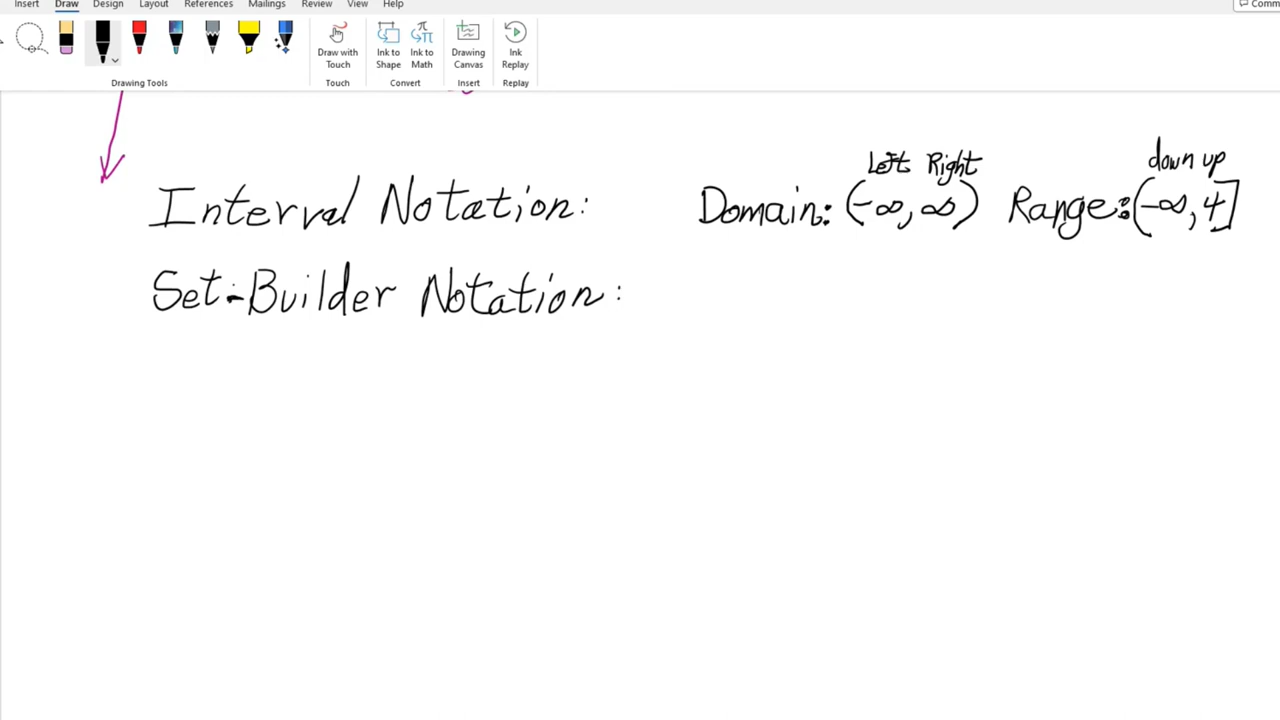 Insert Draw Design Layout References Mailings Review View Help
Draw with Touch
Ink to Shape
Ink to Math
Drawing Canvas
Ink Replay
Drawing Tools Touch Convert Insert Replay
Left Right down up
Interval Notation: Domain: (-∞, ∞) Range: (-∞, 4]
Set-Builder Notation: